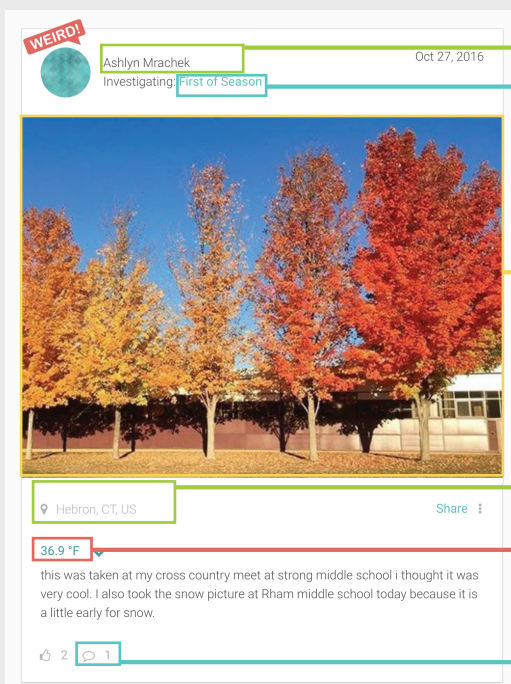 WEIRD!
Ashlyn Mrachek
Oct 27, 2016
Investigating: First of Season
Hebron, CT, US
Share
36.9 °F
this was taken at my cross country meet at strong middle school i thought it was
very cool. I also took the snow picture at Rham middle school today because it is
a little early for snow.
2
1